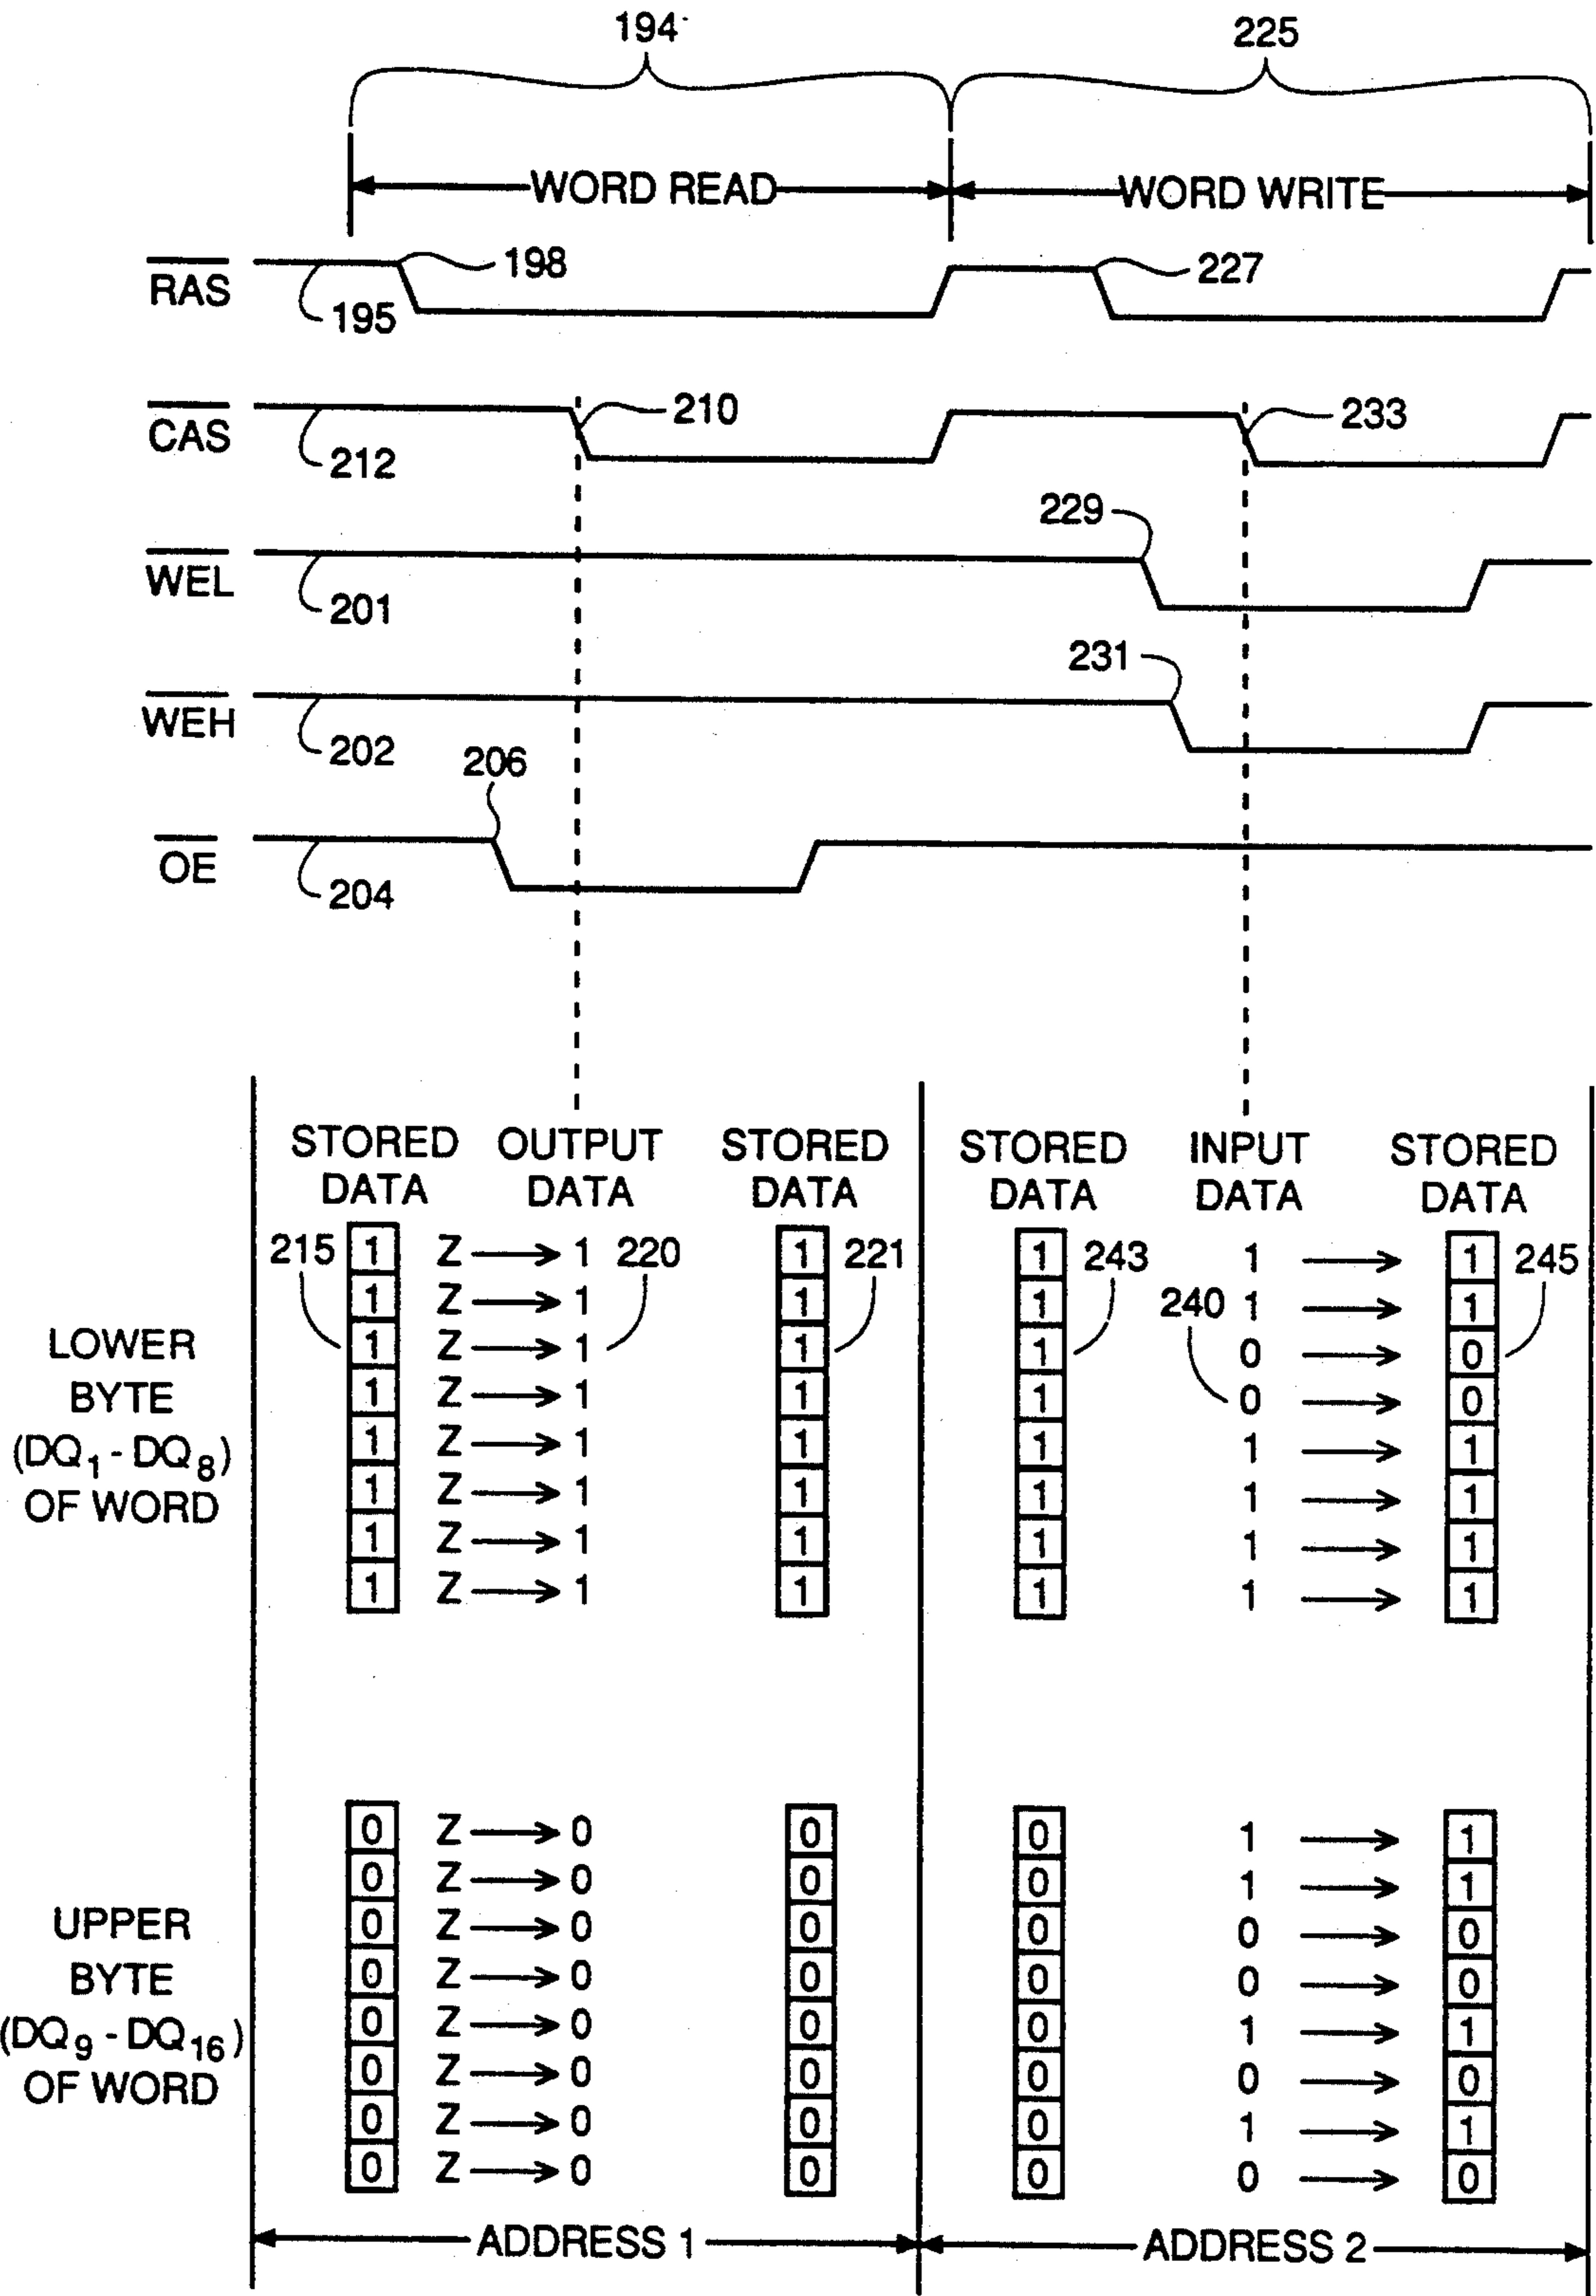 194 225
WORD READ WORD WRITE
RAS 195 198 227
CAS 212 210 233
WEL 201 229
WEH 202 231
OE 204 206
STORED DATA OUTPUT DATA STORED DATA STORED DATA INPUT DATA STORED DATA
LOWER
BYTE
(DQ1 - DQ8)
OF WORD
215 220 221 243 240 245
1 Z 1 1 1 1 1
1 Z 1 1 1 1 1
1 Z 1 1 1 0 0
1 Z 1 1 1 0 0
1 Z 1 1 1 1 1
1 Z 1 1 1 1 1
1 Z 1 1 1 1 1
1 Z 1 1 1 1 1
UPPER
BYTE
(DQ9 - DQ16)
OF WORD
0 Z 0 0 0 1 1
0 Z 0 0 0 1 1
0 Z 0 0 0 0 0
0 Z 0 0 0 0 0
0 Z 0 0 0 1 1
0 Z 0 0 0 0 0
0 Z 0 0 0 1 1
0 Z 0 0 0 0 0
ADDRESS 1 ADDRESS 2